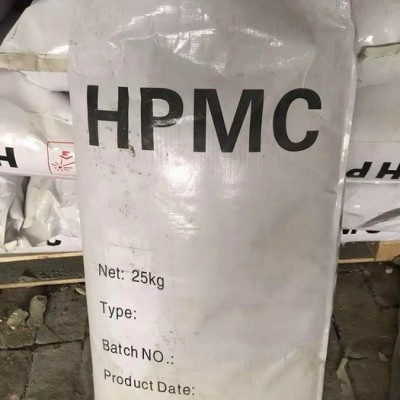 HPMC
Net: 25kg
Type:
Batch NO.:
Product Date: